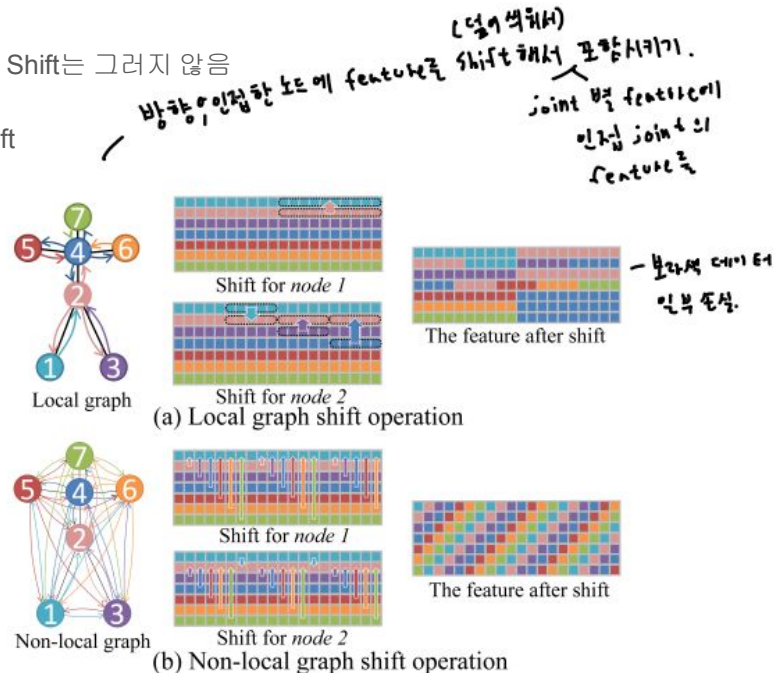 Shift는 그러지 않음
ft
(덮어 씌워서)
방향, 인접한 노드에 feature를 shift 해서 포함시키기.
joint 별 feature에
인접 joint의
feature를
7
5
4
6
2
1
3
Local graph
Shift for node 1
Shift for node 2
The feature after shift
보라색 데이터
일부 손실.
(a) Local graph shift operation
7
5
4
6
2
1
3
Non-local graph
Shift for node 1
Shift for node 2
The feature after shift
(b) Non-local graph shift operation